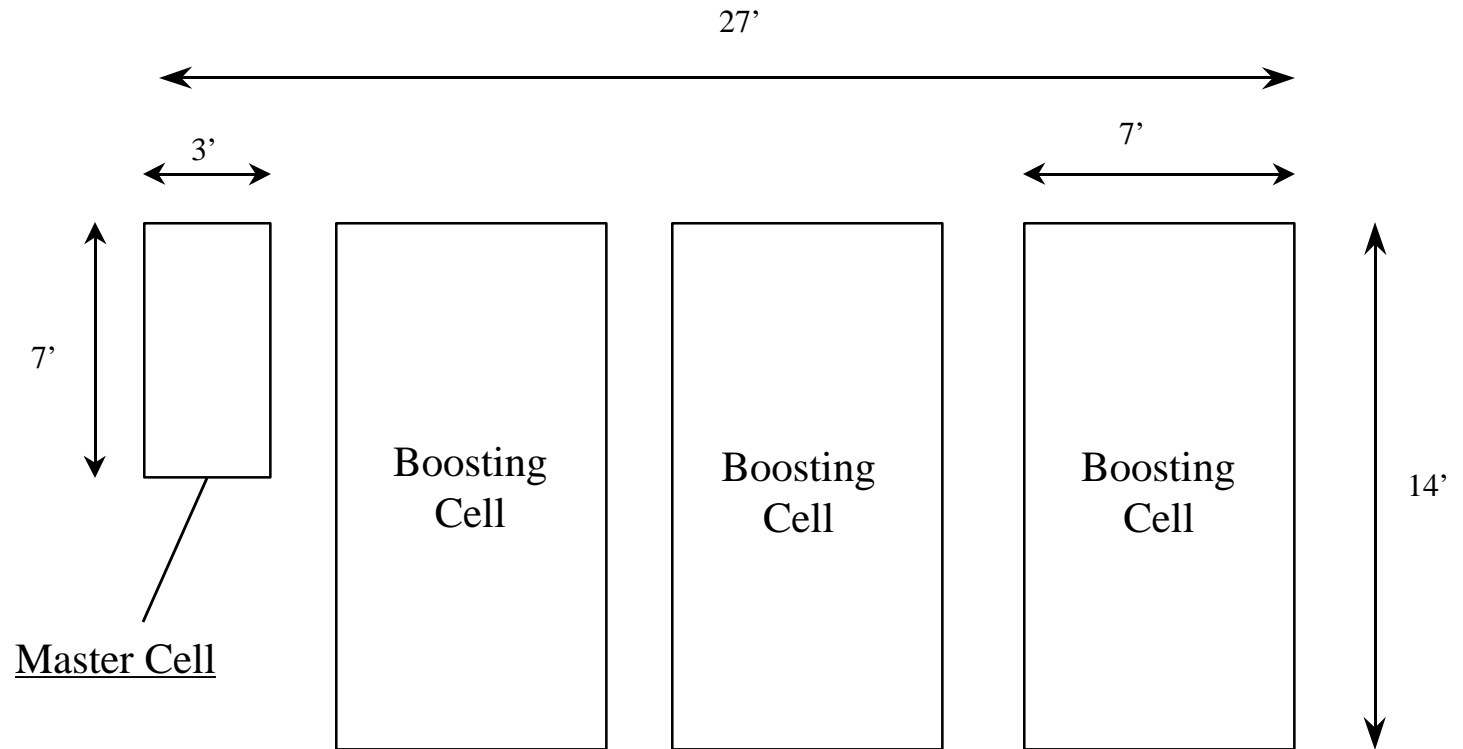 27’
3’
7’
7’
Boosting
Cell
Boosting
Cell
Boosting
Cell
14’
Master Cell